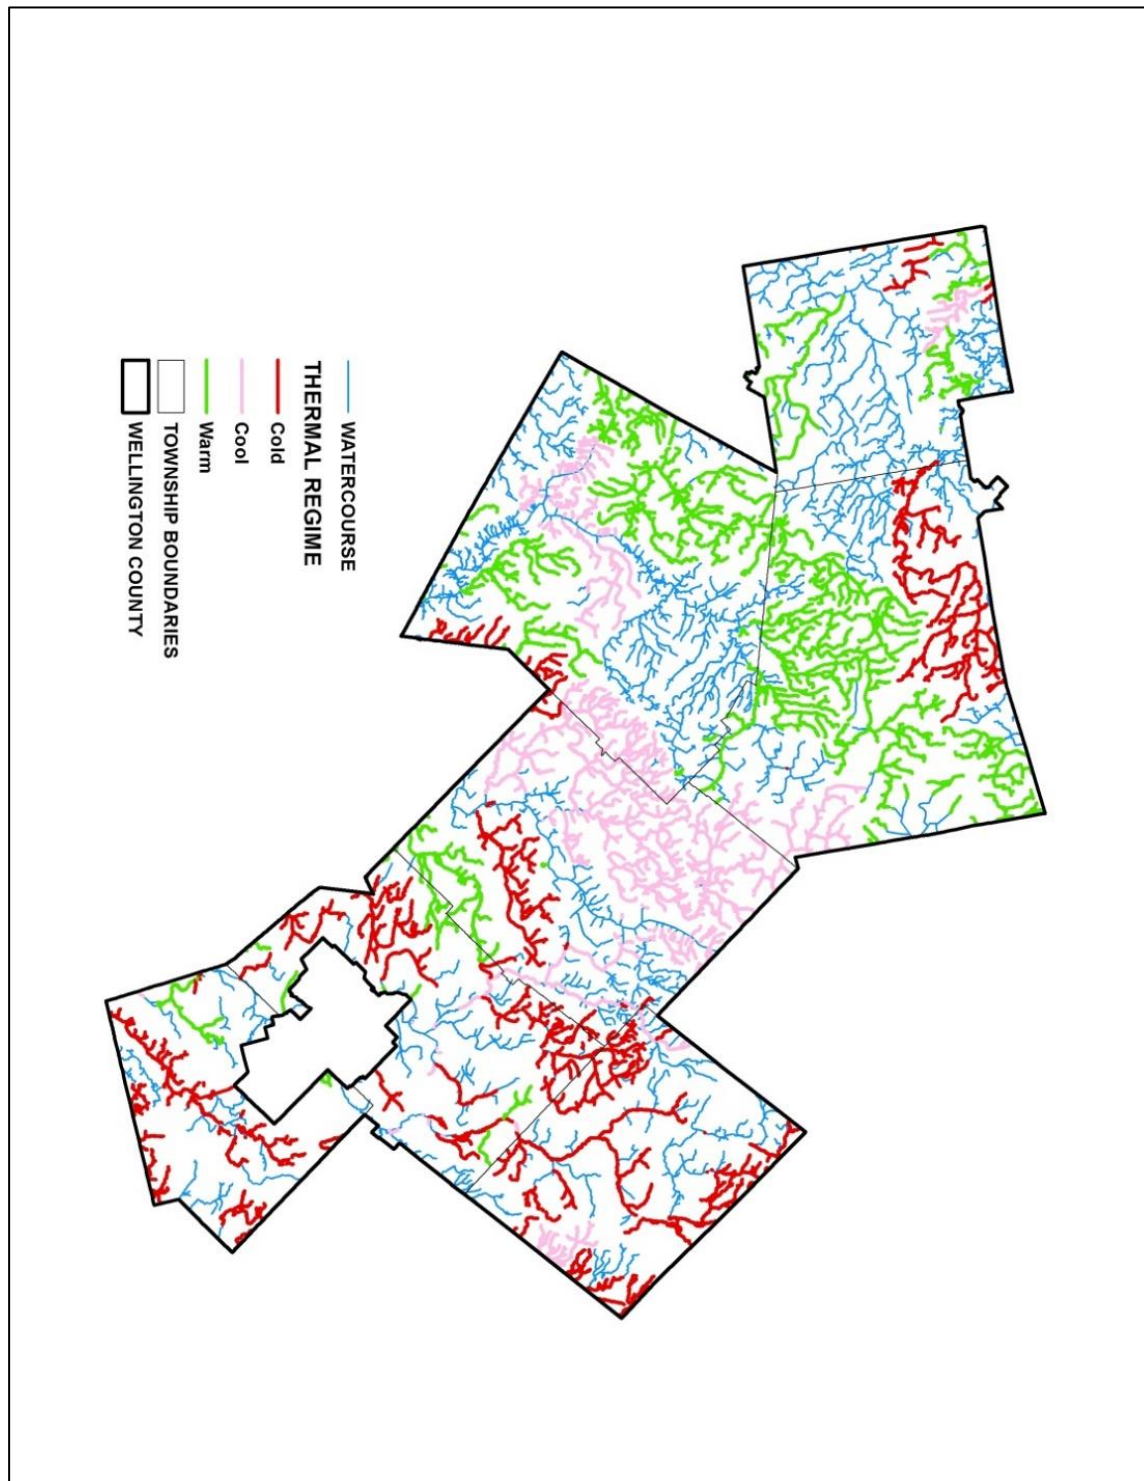 WATERCOURSE
THERMAL REGIME
Cold
Cool
Warm
TOWNSHIP BOUNDARIES
WELLINGTON COUNTY